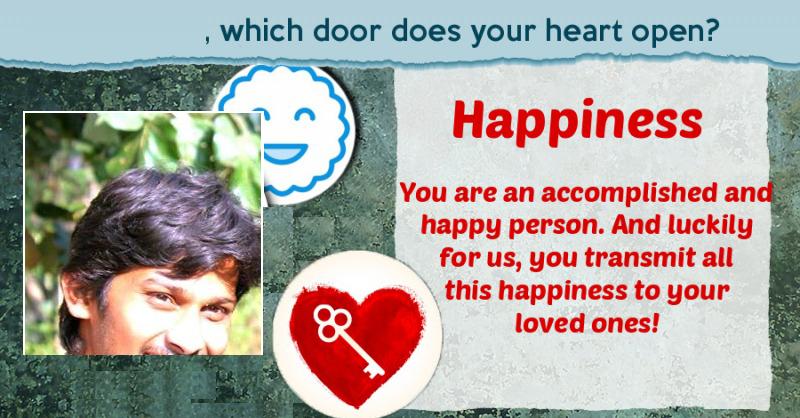 , which door does your heart open?
Happiness
You are an accomplished and
happy person. And luckily
for us, you transmit all
this happiness to your
loved ones!